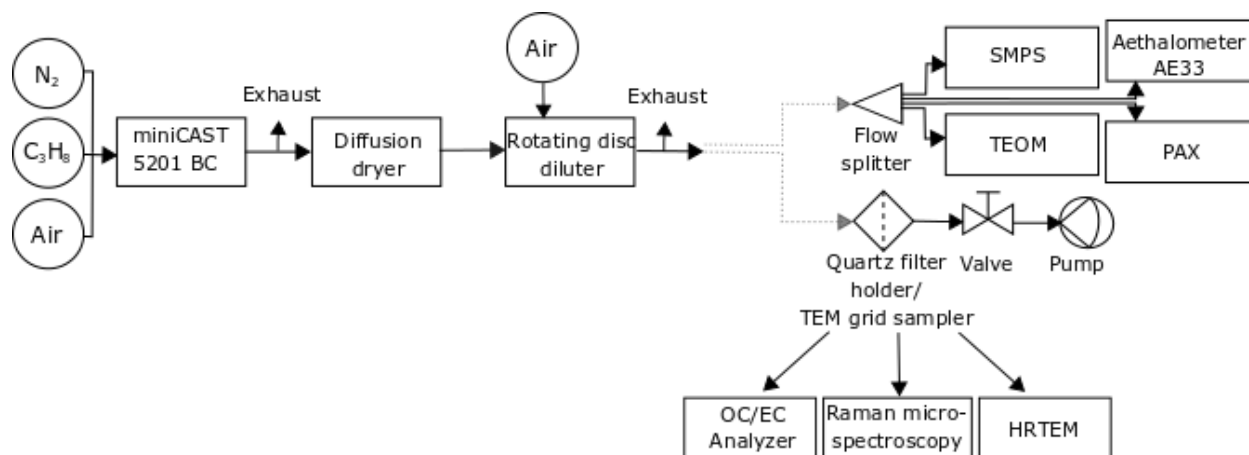 N₂
C₃H₈
Air
miniCAST
5201 BC
Exhaust
Diffusion
dryer
Air
Rotating disc
diluter
Exhaust
Flow
splitter
SMPS
Aethalometer
AE33
TEOM
PAX
Quartz filter
holder/
TEM grid sampler
Valve
Pump
OC/EC
Analyzer
Raman micro-
spectroscopy
HRTEM